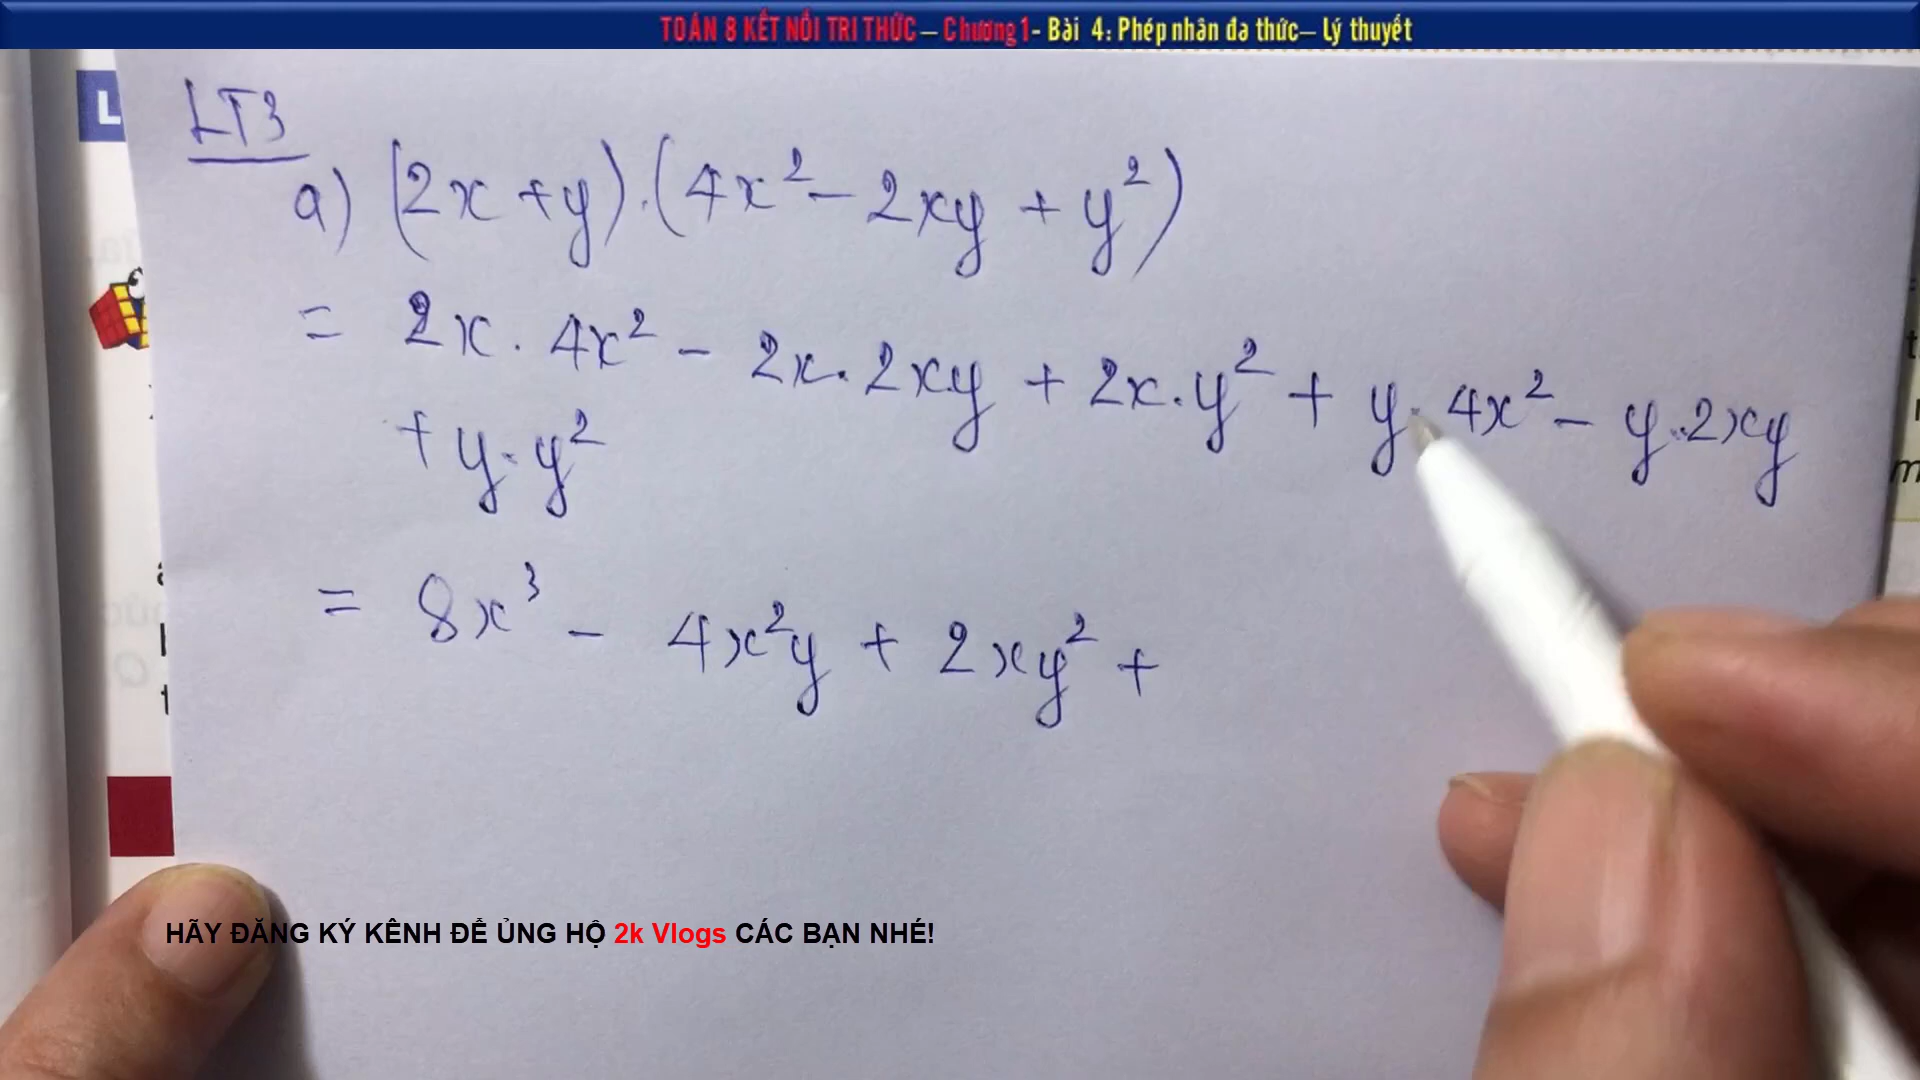 TOÁN 8 KẾT NỐI TRI THỨC – Chương 1- Bài 4: Phép nhân đa thức– Lý thuyết
L
LT3
a) (2x + y).(4x² - 2xy + y²)
= 2x . 4x² - 2x . 2xy + 2x . y² + y . 4x² - y . 2xy
+ y . y²
= 8x³ - 4x²y + 2xy² +
HÃY ĐĂNG KÝ KÊNH ĐỂ ỦNG HỘ 2k Vlogs CÁC BẠN NHÉ!